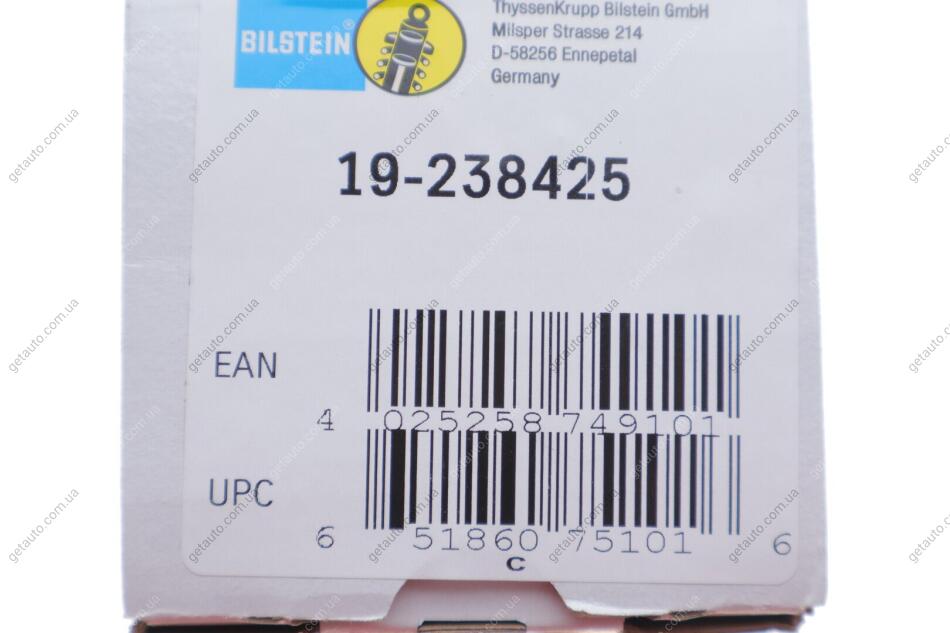 ThyssenKrupp Bilstein GmbH
Milsper Strasse 214
D-58256 Ennepetal
Germany
BILSTEIN
19-238425
EAN
4 025258 749101
UPC
6 51860 75101 6
C
getauto.com.ua